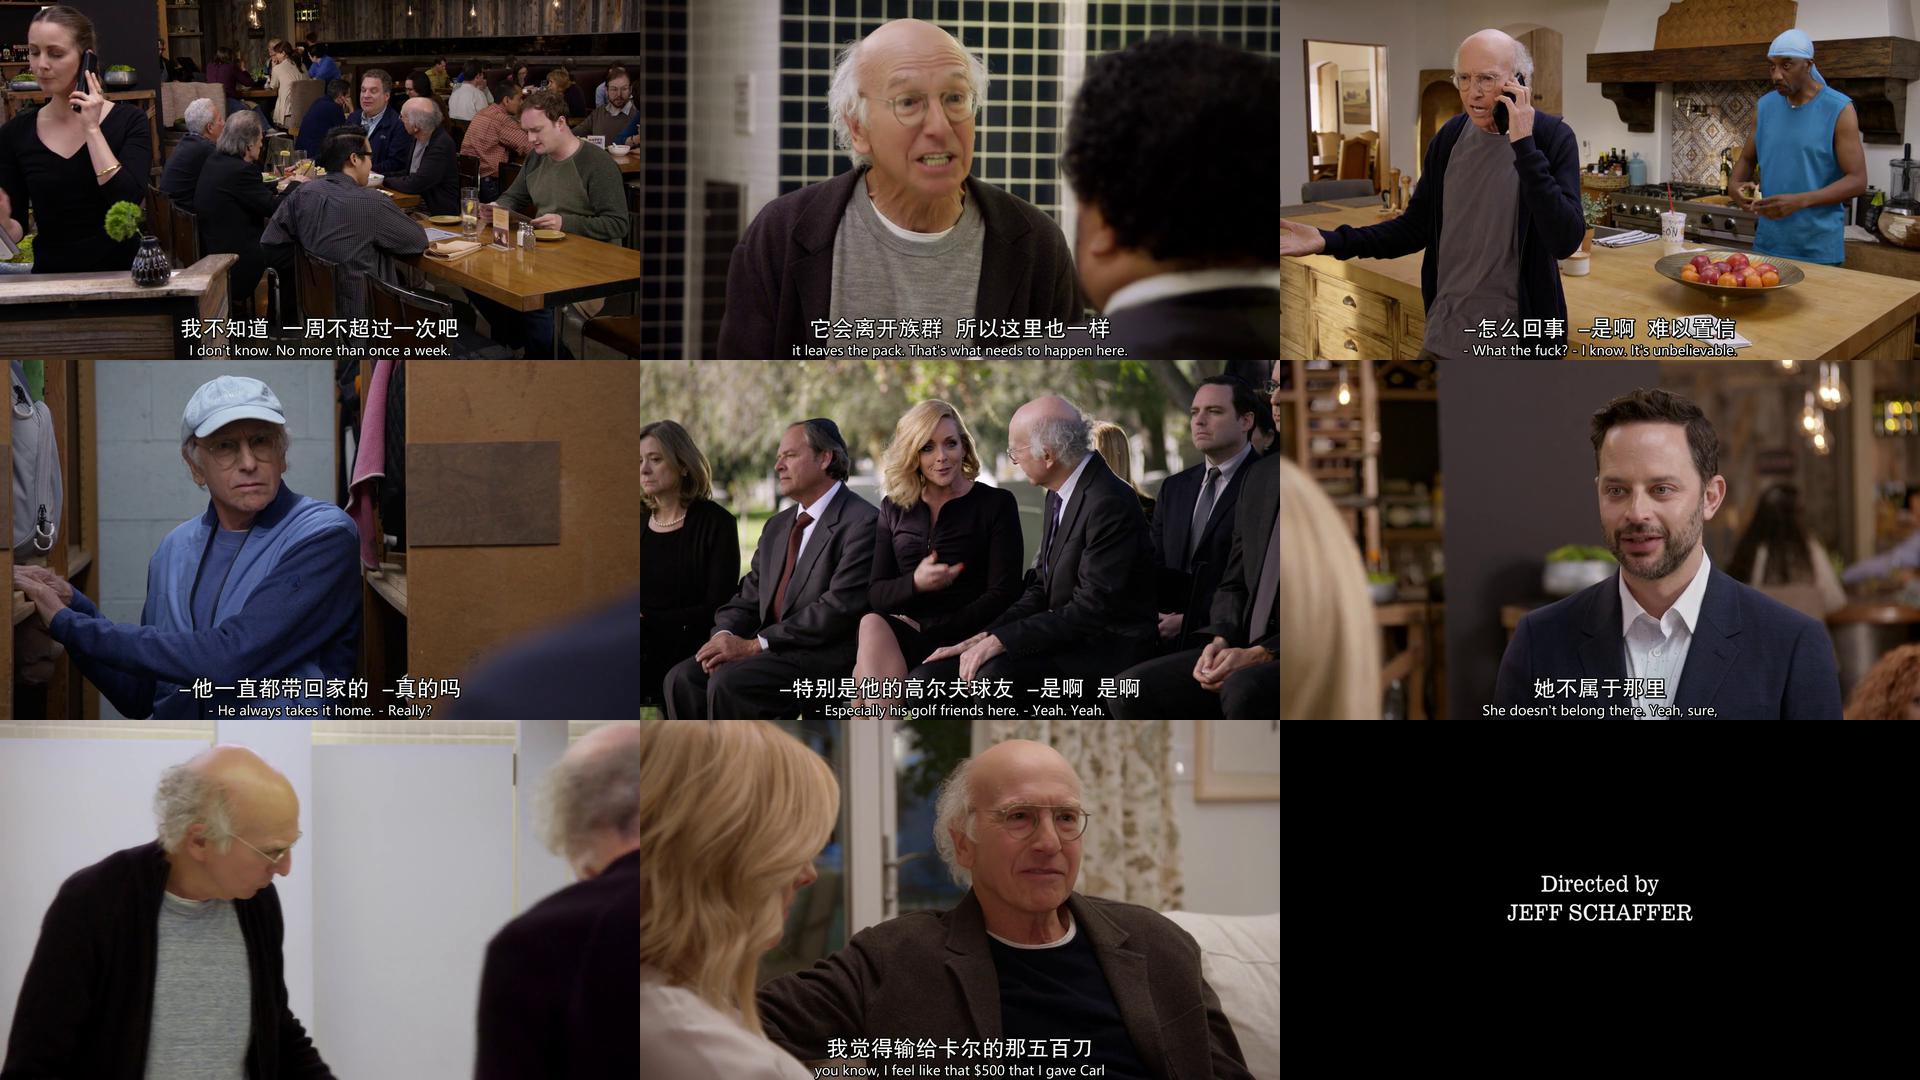 我不知道 一周不超过一次吧
I don't know. No more than once a week.
它会离开族群 所以这里也一样
it leaves the pack. That's what needs to happen here.
–怎么回事 –是啊 难以置信
- What the fuck? - I know. It's unbelievable.
–他一直都带回家的 –真的吗
- He always takes it home. - Really?
–特别是他的高尔夫球友 –是啊 是啊
- Especially his golf friends here. - Yeah. Yeah.
她不属于那里
She doesn't belong there. Yeah, sure,
我觉得输给卡尔的那五百刀
you know, I feel like that $500 that I gave Carl
Directed by
JEFF SCHAFFER